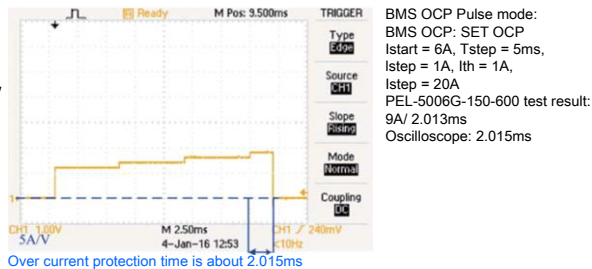 Ready M Pos: 9.500ms TRIGGER
Type
Edge
Source
CH1
Slope
Rising
Mode
Normal
Coupling
DC
1
CH1 1.00V M 2.50ms CH1 240mV
5A/V 4-Jan-16 12:53 <10Hz
Over current protection time is about 2.015ms
BMS OCP Pulse mode:
BMS OCP: SET OCP
Istart = 6A, Tstep = 5ms,
Istep = 1A, Ith = 1A,
Istep = 20A
PEL-5006G-150-600 test result:
9A/ 2.013ms
Oscilloscope: 2.015ms